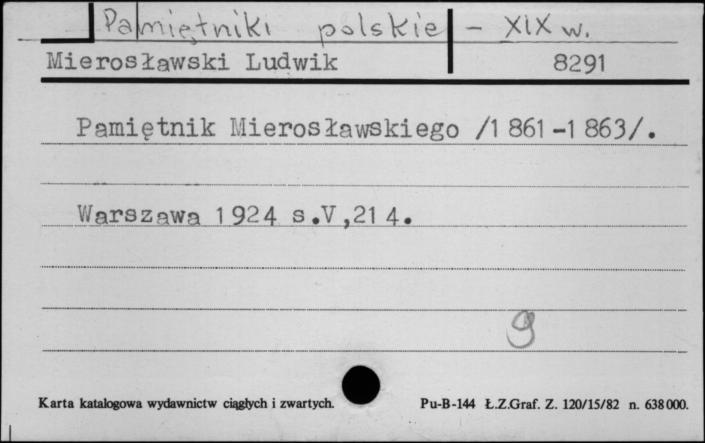 Pamiętniki polskie - XIX w.
Mierosławski Ludwik 8291
Pamiętnik Mierosławskiego /1861-1863/.
Warszawa 1924 s.V,214.
9
Karta katalogowa wydawnictw ciągłych i zwartych. Pu-B-144 Ł.Z.Graf. Z. 120/15/82 n. 638000.